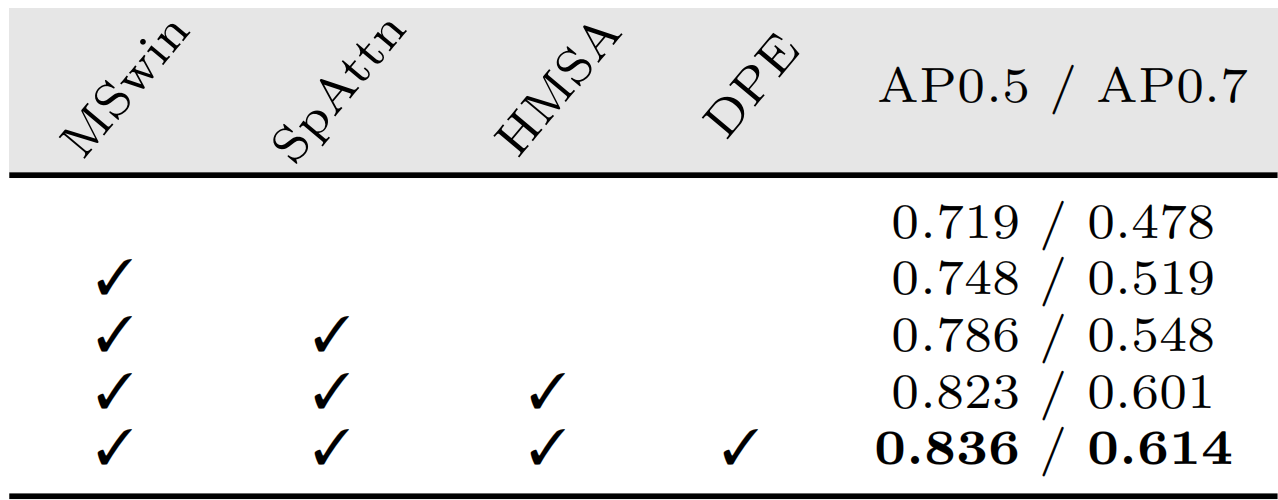 MSwin SpAttn HMSA DPE AP0.5 / AP0.7
0.719 / 0.478
✓ 0.748 / 0.519
✓ ✓ 0.786 / 0.548
✓ ✓ ✓ 0.823 / 0.601
✓ ✓ ✓ ✓ 0.836 / 0.614